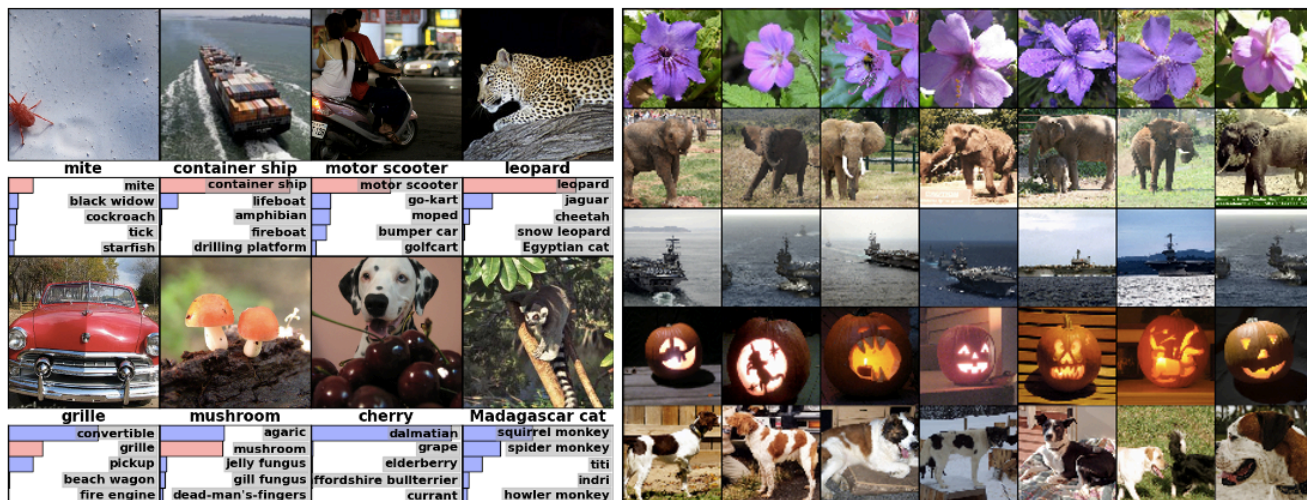 mite container ship motor scooter leopard
mite container ship motor scooter leopard
black widow lifeboat go-kart jaguar
cockroach amphibian moped cheetah
tick fireboat bumper car snow leopard
starfish drilling platform golfcart Egyptian cat
grille mushroom cherry Madagascar cat
convertible agaric dalmatian squirrel monkey
grille mushroom grape spider monkey
pickup jelly fungus elderberry titi
beach wagon gill fungus ffordshire bullterrier indri
fire engine dead-man's-fingers currant howler monkey